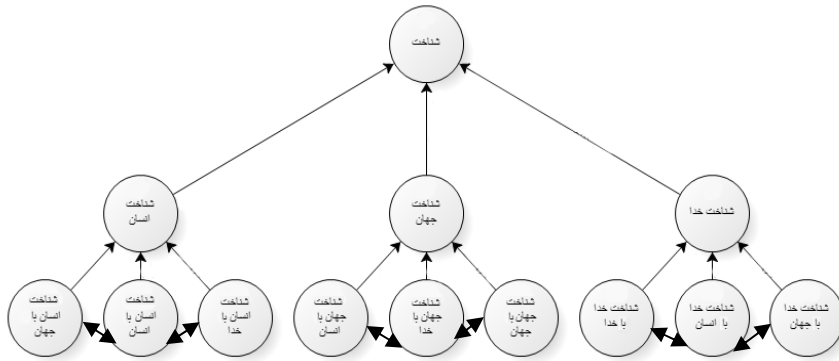 شناخت
شناخت
انسان
شناخت
جهان
شناخت خدا
شناخت
انسان با
جهان
شناخت
انسان با
انسان
شناخت
انسان با
خدا
شناخت
جهان با
انسان
شناخت
جهان با
خدا
شناخت
جهان با
جهان
شناخت خدا
با خدا
شناخت خدا
با انسان
شناخت خدا
با جهان